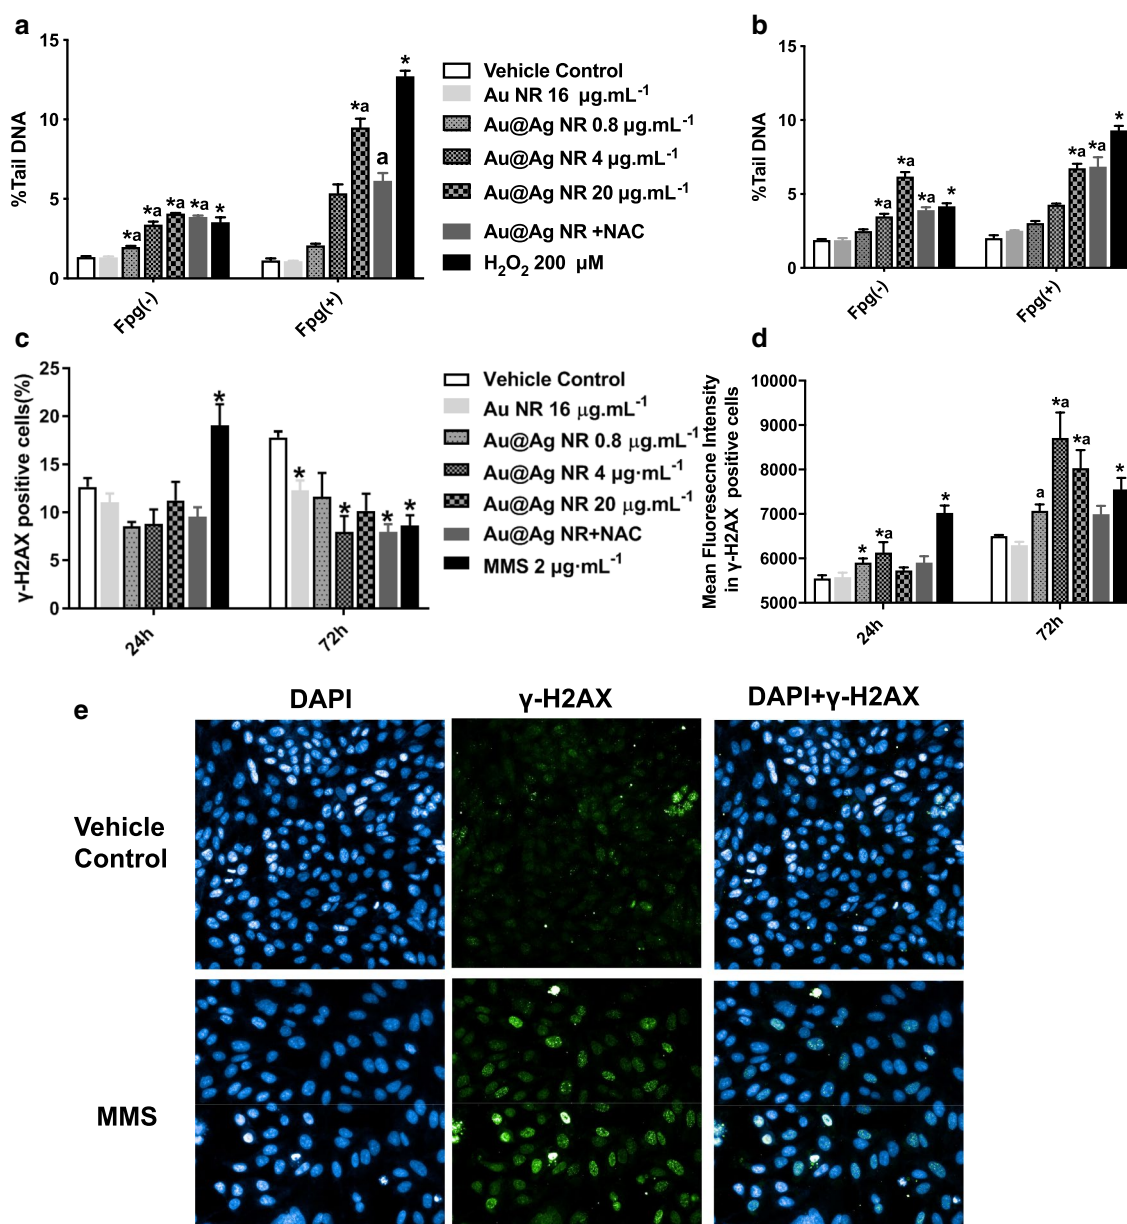 a
15
10
5
0
%Tail DNA
*a
*a
*a
*a
*
*a
a
*
Fpg(-)
Fpg(+)
Vehicle Control
Au NR 16 µg.mL-1
Au@Ag NR 0.8 µg.mL-1
Au@Ag NR 4 µg.mL-1
Au@Ag NR 20 µg.mL-1
Au@Ag NR +NAC
H2O2 200 µM
b
15
10
5
0
%Tail DNA
*a
*a
*a
*
*a
*a
*
Fpg(-)
Fpg(+)
c
25
20
15
10
5
0
γ-H2AX positive cells(%)
*
*
*
*
*
24h
72h
Vehicle Control
Au NR 16 µg.mL-1
Au@Ag NR 0.8 µg.mL-1
Au@Ag NR 4 µg·mL-1
Au@Ag NR 20 µg.mL-1
Au@Ag NR+NAC
MMS 2 µg·mL-1
d
10000
9000
8000
7000
6000
5000
Mean Fluoresecne Intensity
in γ-H2AX positive cells
*
*a
*
a
*a
*a
*
24h
72h
e
DAPI
γ-H2AX
DAPI+γ-H2AX
Vehicle
Control
MMS